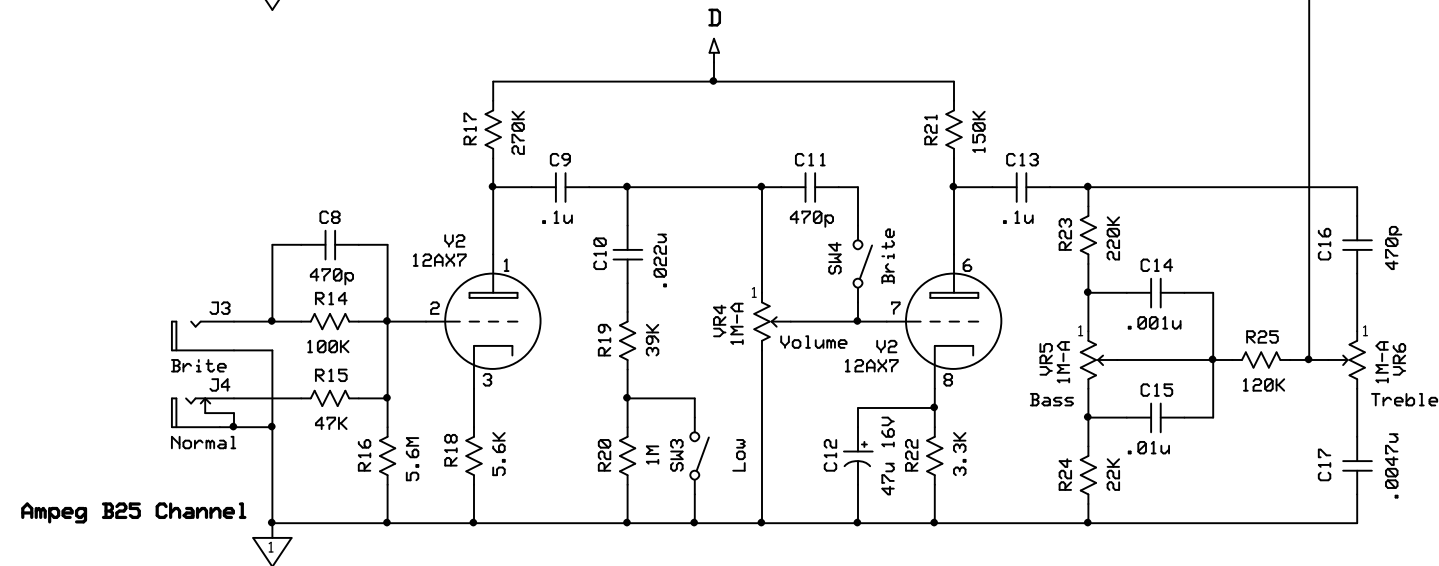 D
R17
270K
R21
150K
C9
.1u
C11
470p
C13
.1u
C8
470p
V2
12AX7
1
2
3
C10
.022u
SW4
Brite
6
7
8
V2
12AX7
R23
220K
C14
.001u
C16
470p
J3
Brite
R14
100K
J4
Normal
R15
47K
R19
39K
1
VR4
1M-A
Volume
1
VR5
1M-A
Bass
R25
120K
1
1M-A
VR6
Treble
C15
.01u
R16
5.6M
R18
5.6K
R20
1M
SW3
Low
C12
+
47u 16V
R22
3.3K
R24
22K
C17
.0047u
Ampeg B25 Channel
1